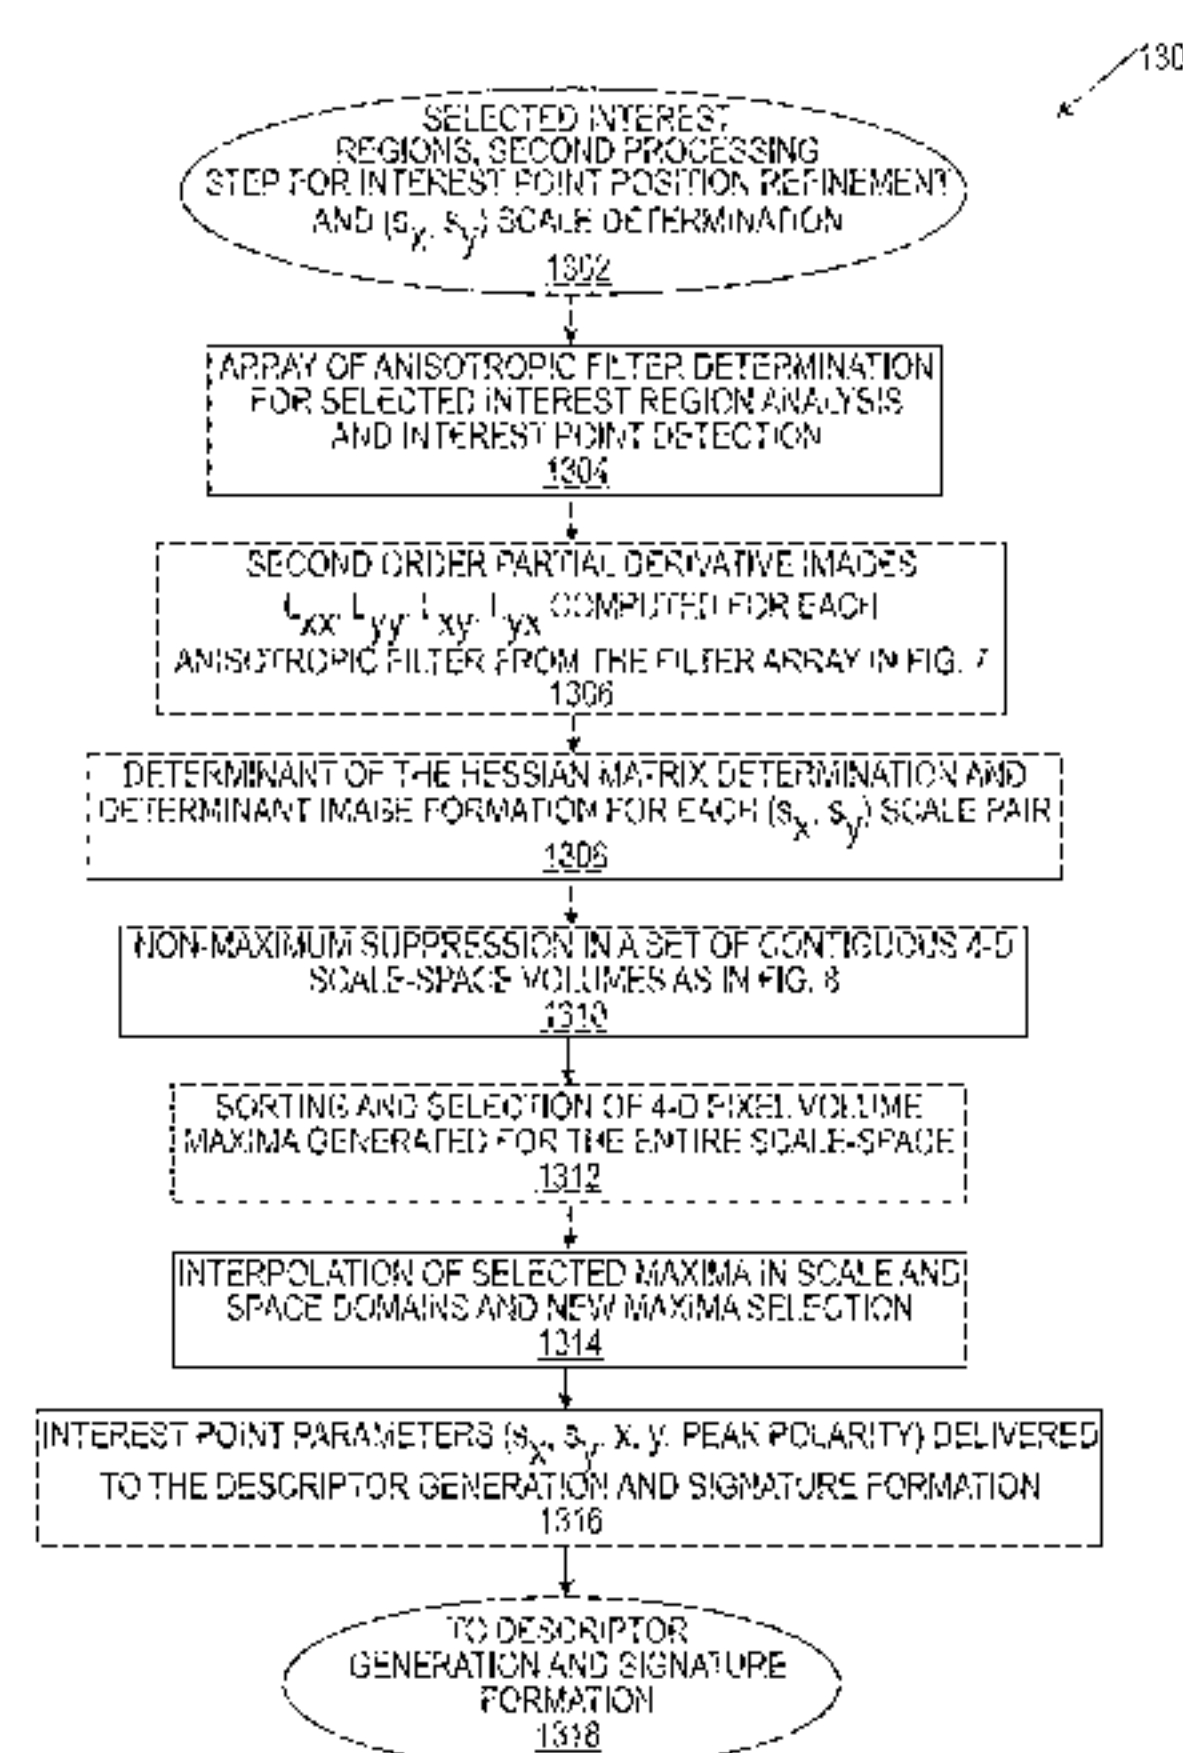 130
SELECTED INTEREST
REGIONS, SECOND PROCESSING
STEP FOR INTEREST POINT POSITION REFINEMENT
AND (sx, sy) SCALE DETERMINATION
1302
ARRAY OF ANISOTROPIC FILTER DETERMINATION
FOR SELECTED INTEREST REGION ANALYSIS
AND INTEREST POINT DETECTION
1304
SECOND ORDER PARTIAL DERIVATIVE IMAGES
Lxx, Lyy, Lxy, Lyx COMPUTED FOR EACH
ANISOTROPIC FILTER FROM THE FILTER ARRAY IN FIG. 7
1306
DETERMINANT OF THE HESSIAN MATRIX DETERMINATION AND
DETERMINANT IMAGE FORMATIOM FOR EACH (sx, sy) SCALE PAIR
NON-MAXIMUM SUPPRESSION IN A SET OF CONTIGUOUS 4-D
SCALE-SPACE VOLUMES AS IN FIG. 8
1310
SORTING AND SELECTION OF 4-D PIXEL VOLUME
MAXIMA GENERATED FOR THE ENTIRE SCALE-SPACE
1312
INTERPOLATION OF SELECTED MAXIMA IN SCALE AND
SPACE DOMAINS AND NEW MAXIMA SELECTION
1314
INTEREST POINT PARAMETERS (sx, sy, x, y, PEAK POLARITY) DELIVERED
TO THE DESCRIPTOR GENERATION AND SIGNATURE FORMATION
1316
TO DESCRIPTOR
GENERATION AND SIGNATURE
FORMATION
1318